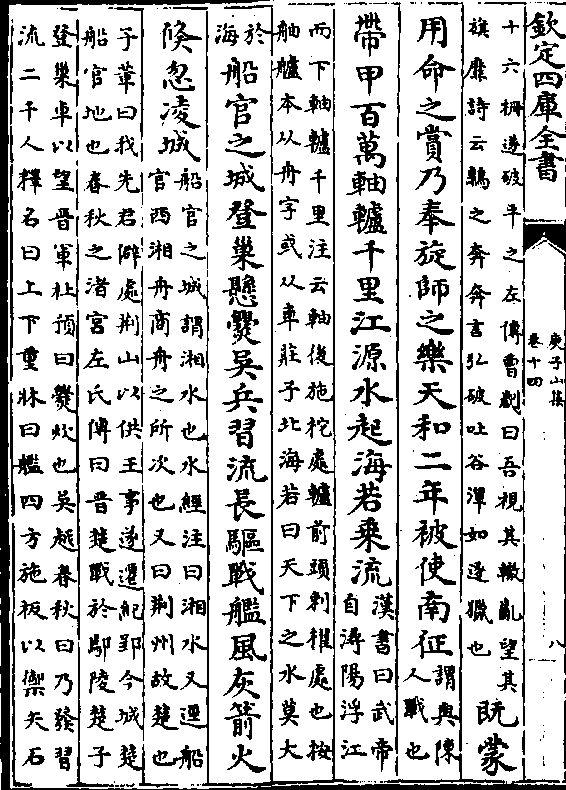 欽定四庫全書
庾子山集
卷十四
八
十六柵遂破平之左傳曹劌曰吾視其轍亂望其
旗靡詩云鶉之奔奔言弘破吐谷渾如逐獵也
既蒙
用命之賞乃奉旋師之樂天和二年被使南征
謂與陳
人戰也
帶甲百萬軸轤千里江源水起海若乘流
漢書曰武帝
自潯陽浮江
而下軸轤千里注云軸後施柁處轤前頭刺櫂處也按
舳艫本从舟字或从車莊子北海若曰天下之水莫大
於
海
船官之城登巢懸爨吳兵習流長驅戰艦風灰箭火
倐忽凌城
船官之城謂湘水也水經注曰湘水又逕船
官西湘舟商舟之所次也又曰荆州故楚也
子革曰我先君僻處荆山以供王事遂遷紀郢今城楚
船官地也春秋之渚宮左氏傳曰晉楚戰於鄢陵楚子
登巢車以望晉軍杜預曰爨炊也吳越春秋曰乃發習
流二千人釋名曰上下重牀曰艦四方施板以禦矢石